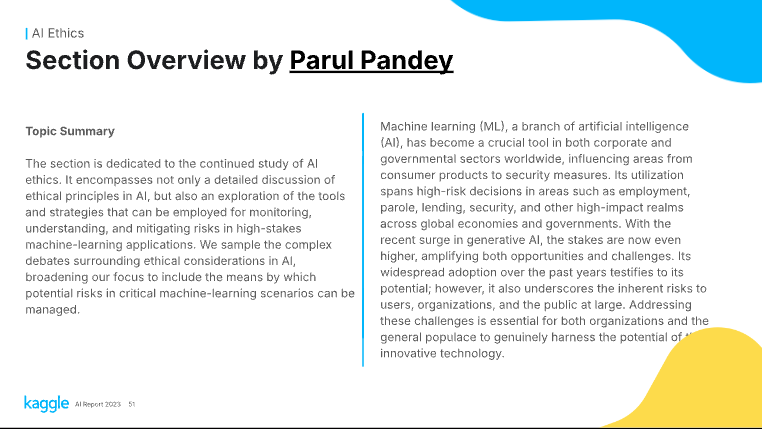 | AI Ethics
Section Overview by Parul Pandey
Topic Summary
The section is dedicated to the continued study of AI
ethics. It encompasses not only a detailed discussion of
ethical principles in AI, but also an exploration of the tools
and strategies that can be employed for monitoring,
understanding, and mitigating risks in high-stakes
machine-learning applications. We sample the complex
debates surrounding ethical considerations in AI,
broadening our focus to include the means by which
potential risks in critical machine-learning scenarios can be
managed.
Machine learning (ML), a branch of artificial intelligence
(AI), has become a crucial tool in both corporate and
governmental sectors worldwide, influencing areas from
consumer products to security measures. Its utilization
spans high-risk decisions in areas such as employment,
parole, lending, security, and other high-impact realms
across global economies and governments. With the
recent surge in generative AI, the stakes are now even
higher, amplifying both opportunities and challenges. Its
widespread adoption over the past years testifies to its
potential; however, it also underscores the inherent risks to
users, organizations, and the public at large. Addressing
these challenges is essential for both organizations and the
general populace to genuinely harness the potential of
innovative technology.
kaggle AI Report 2023 51